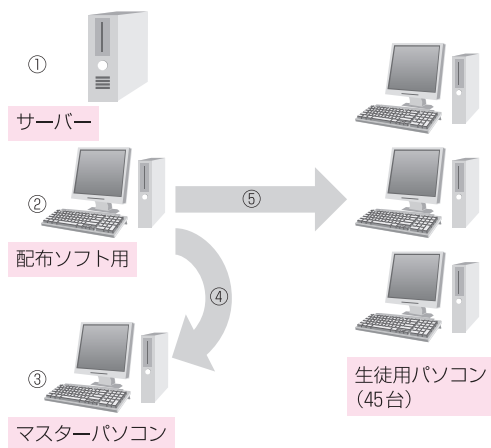 ①
サーバー
②
配布ソフト用
⑤
④
③
マスターパソコン
生徒用パソコン
（45台）